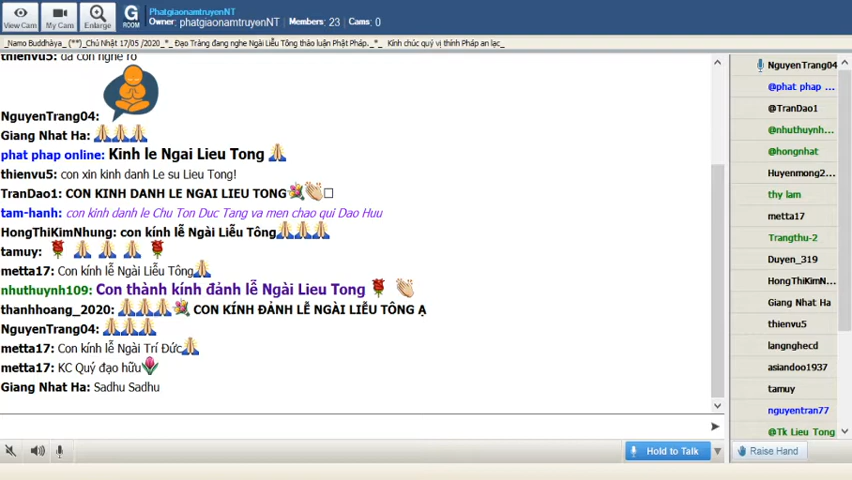 View Cam
My Cam
Enlarge
G
ROOM
PhatgiaonamtruyenNT
Owner: phatgiaonamtruyenNT Members: 23 Cams: 0
_Namo Buddhàya_ (**)_Chủ Nhật 17/05 /2020_*_ Đạo Tràng đang nghe Ngài Liễu Tông thảo luận Phật Pháp._*_ Kính chúc quý vị thính Pháp an lạc_
thienvu5: da con nghe ro
NguyenTrang04:
Giang Nhat Ha: 🙏🙏🙏
phat phap online: Kinh le Ngai Lieu Tong 🙏
thienvu5: con xin kinh danh Le su Lieu Tong!
TranDao1: CON KINH DANH LE NGAI LIEU TONG💐👏□
tam-hanh: con kinh danh le Chu Ton Duc Tang va men chao qui Dao Huu
HongThiKimNhung: con kính lễ Ngài Liễu Tông🙏🙏🙏
tamuy: 🌹 🙏 🙏 🙏 🌹
metta17: Con kính lễ Ngài Liễu Tông🙏
nhuthuynh109: Con thành kính đảnh lễ Ngài Lieu Tong 🌹 👏
thanhhoang_2020: 🙏🙏🙏💐 CON KÍNH ĐẢNH LỄ NGÀI LIỄU TÔNG Ạ
NguyenTrang04: 🙏🙏🙏
metta17: Con kính lễ Ngài Trí Đức🙏
metta17: KC Quý đạo hữu🌷
Giang Nhat Ha: Sadhu Sadhu
NguyenTrang04
@phat phap ...
@TranDao1
@nhuthuynh...
@hongnhat
Huyenmong2...
thy lam
metta17
Trangthu-2
Duyen_319
HongThiKimN...
Giang Nhat Ha
thienvu5
langnghecd
asiandoo1937
tamuy
nguyentran77
@Tk Lieu Tong
Hold to Talk
Raise Hand